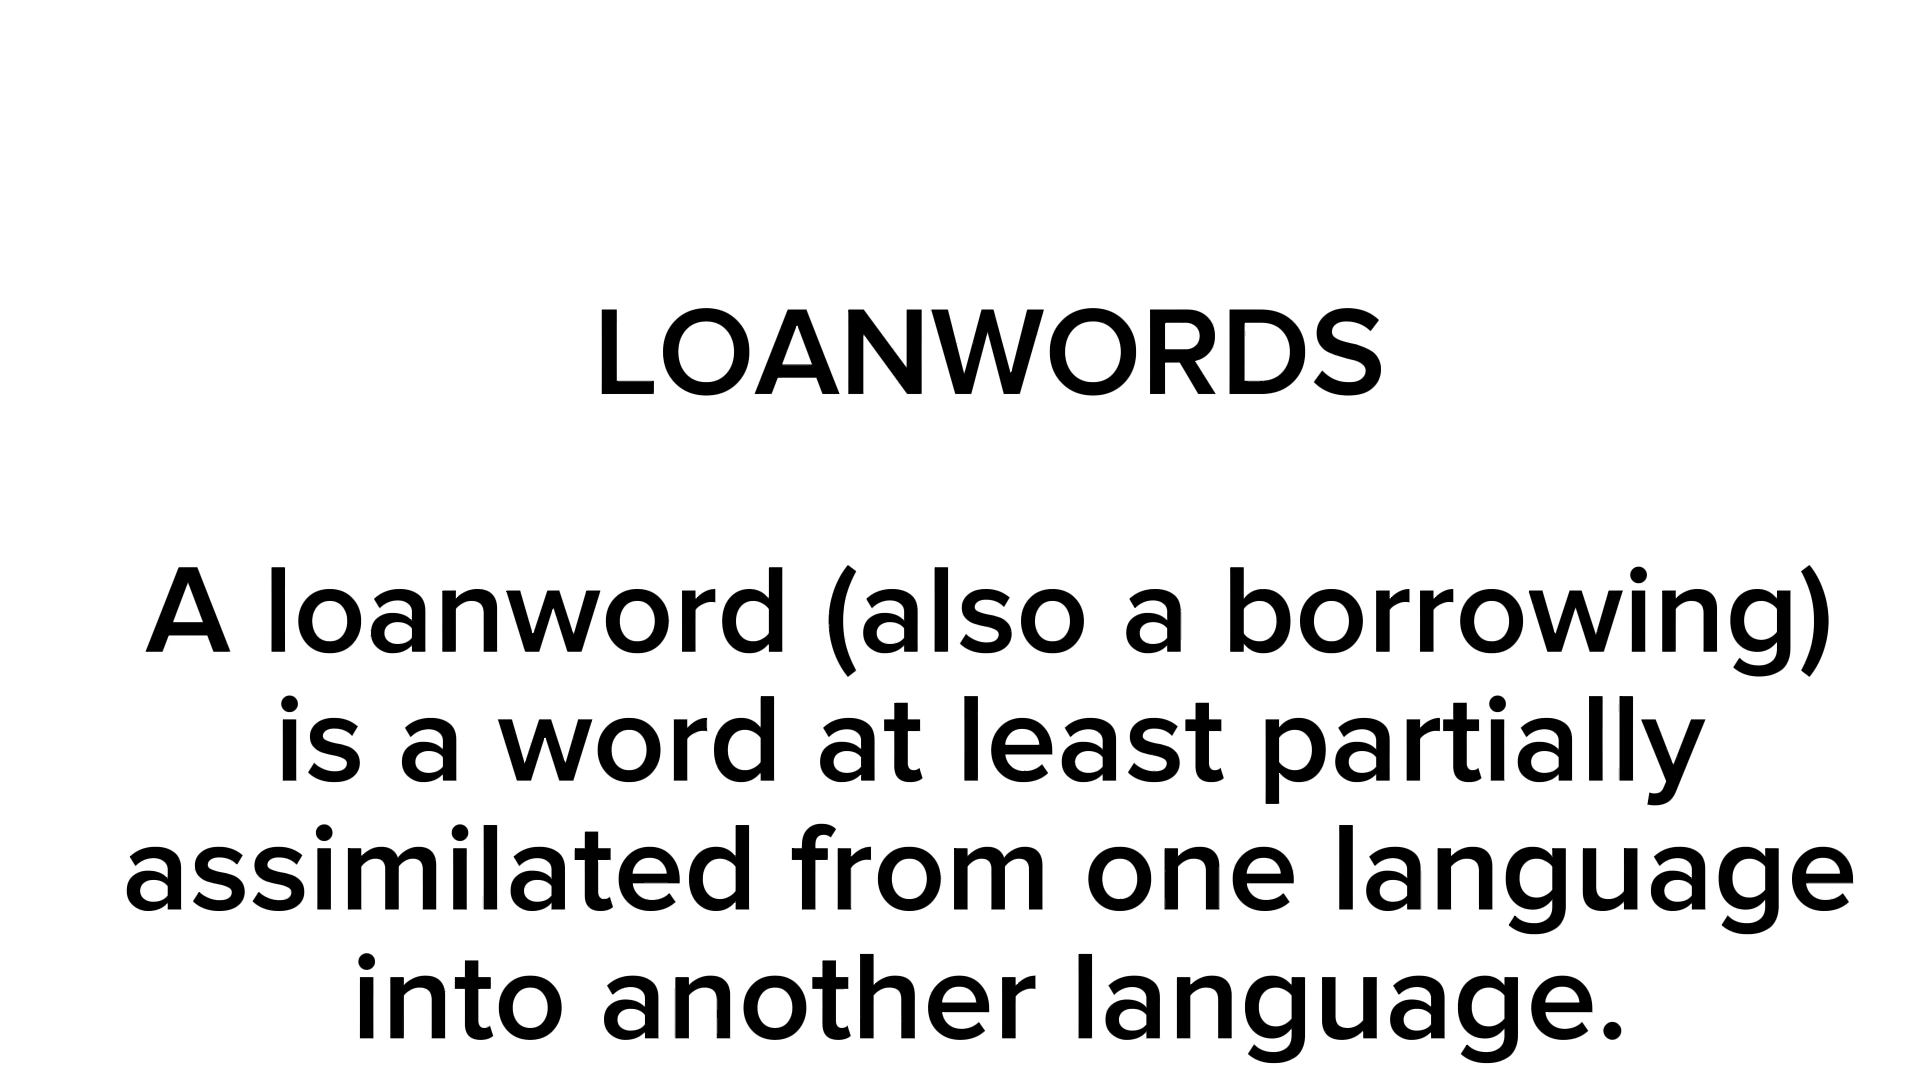 LOANWORDS
A loanword (also a borrowing)
is a word at least partially
assimilated from one language
into another language.